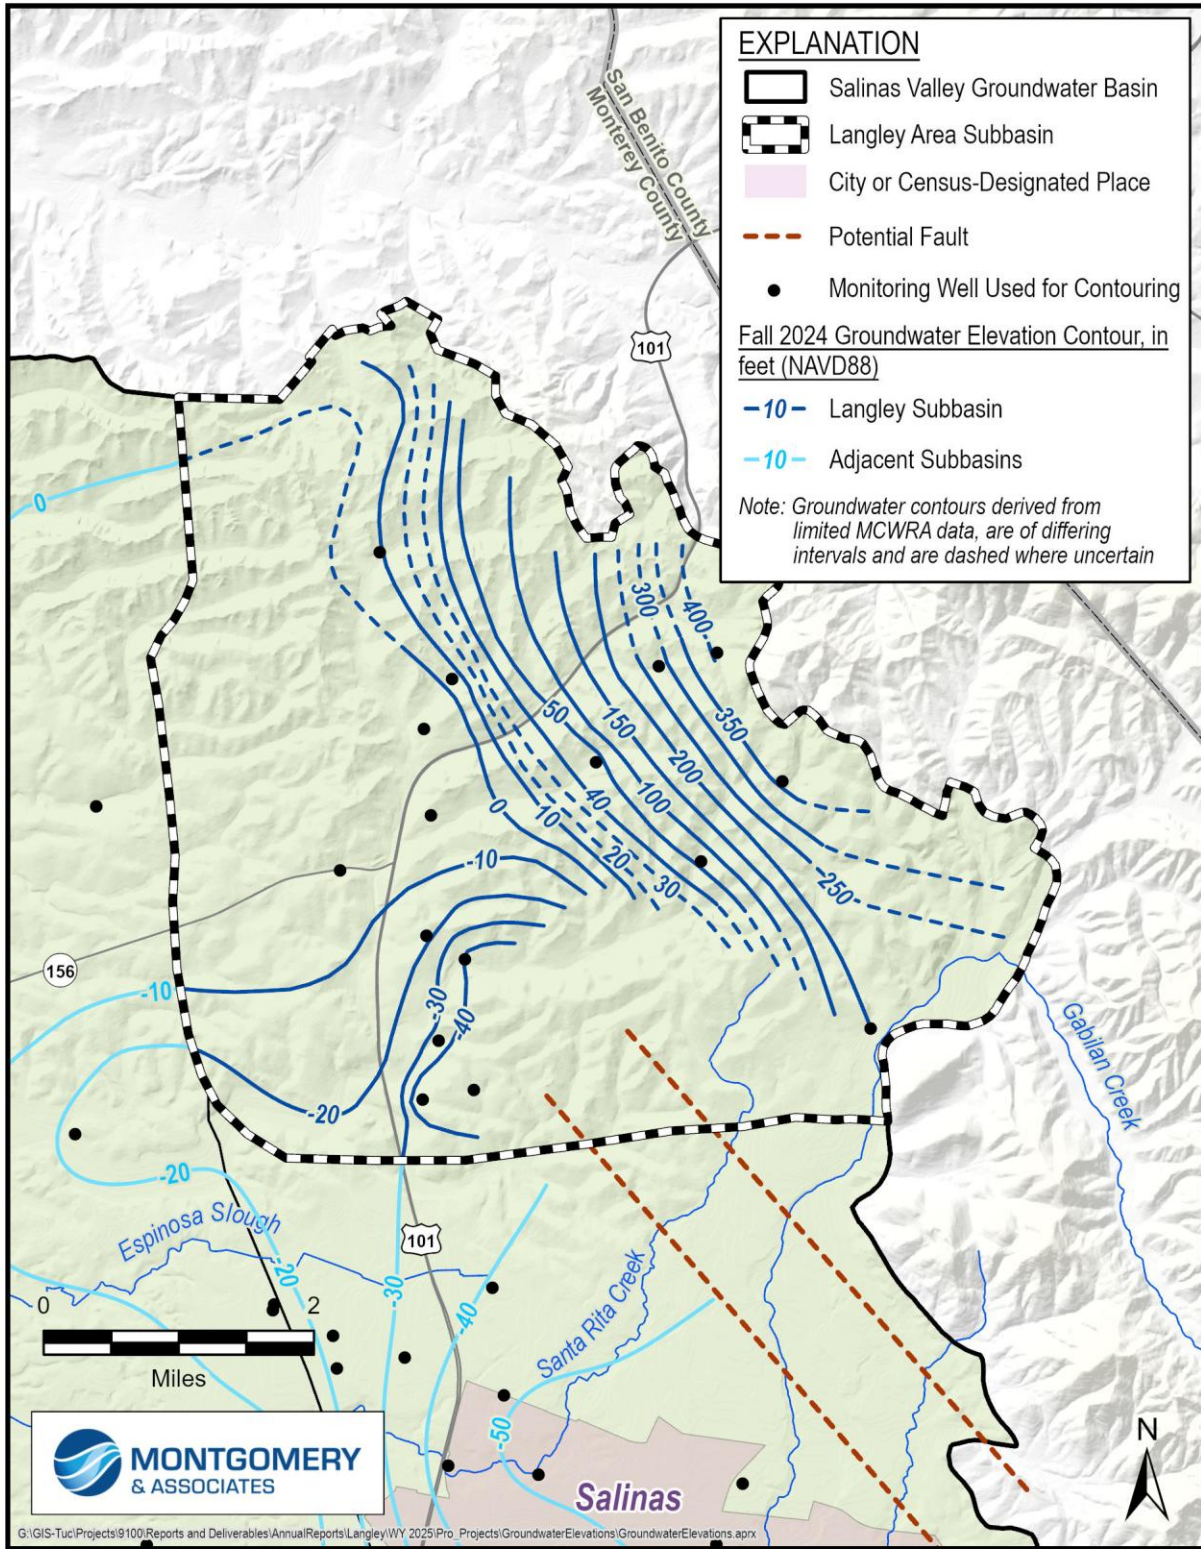 EXPLANATION
Salinas Valley Groundwater Basin
Langley Area Subbasin
City or Census-Designated Place
Potential Fault
Monitoring Well Used for Contouring
Fall 2024 Groundwater Elevation Contour, in
feet (NAVD88)
10
Langley Subbasin
10
Adjacent Subbasins
Note: Groundwater contours derived from
limited MCWRA data, are of differing
intervals and are dashed where uncertain
San Benito County
Monterey County
101
0
300
400
50
150
350
200
0
10
40
100
20
30
-10
-250
156
-10
-30
-40
-20
Gabilan Creek
-20
Espinosa Slough
101
-20
-30
-40
Santa Rita Creek
0
2
Miles
-50
MONTGOMERY
& ASSOCIATES
Salinas
N
G:\GIS-Tuc\Projects\9100\Reports and Deliverables\AnnualReports\Langley\WY 2025\Pro_Projects\GroundwaterElevations\GroundwaterElevations.aprx